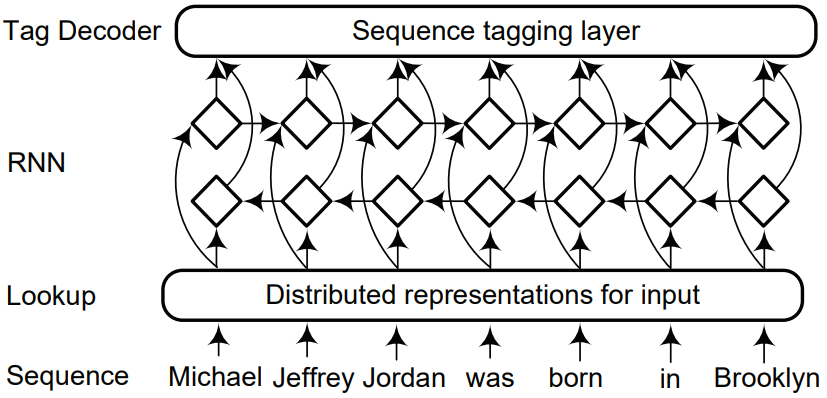 Tag Decoder Sequence tagging layer
RNN
Lookup Distributed representations for input
Sequence Michael Jeffrey Jordan was born in Brooklyn